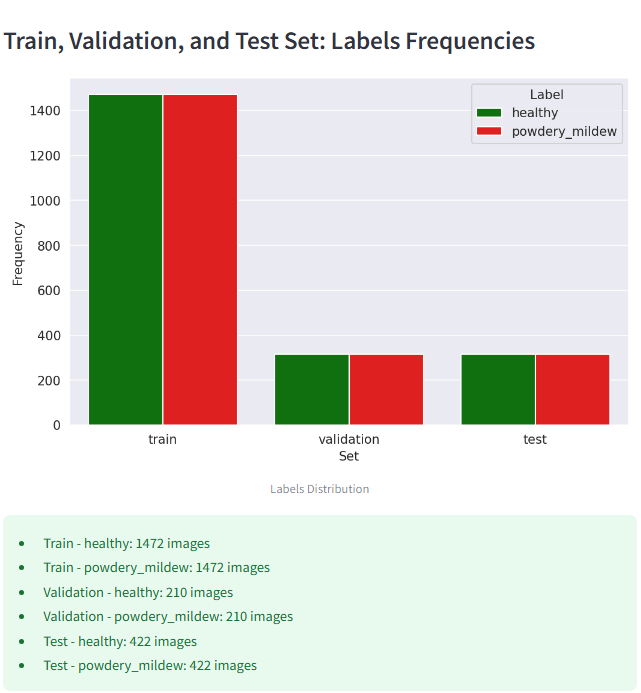 Train, Validation, and Test Set: Labels Frequencies
Label
healthy
powdery_mildew
1400
1200
1000
800
600
400
200
0
Frequency
train
validation
test
Set
Labels Distribution
Train - healthy: 1472 images
Train - powdery_mildew: 1472 images
Validation - healthy: 210 images
Validation - powdery_mildew: 210 images
Test - healthy: 422 images
Test - powdery_mildew: 422 images